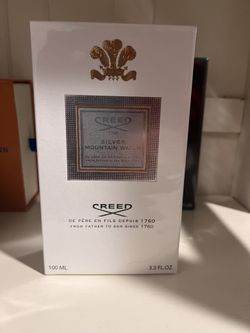 CREED
SILVER
MOUNTAIN WATER
CREED
DE PÈRE EN FILS DEPUIS 1760
FROM FATHER TO SON SINCE 1760
100 ML
3.3 FL.OZ.